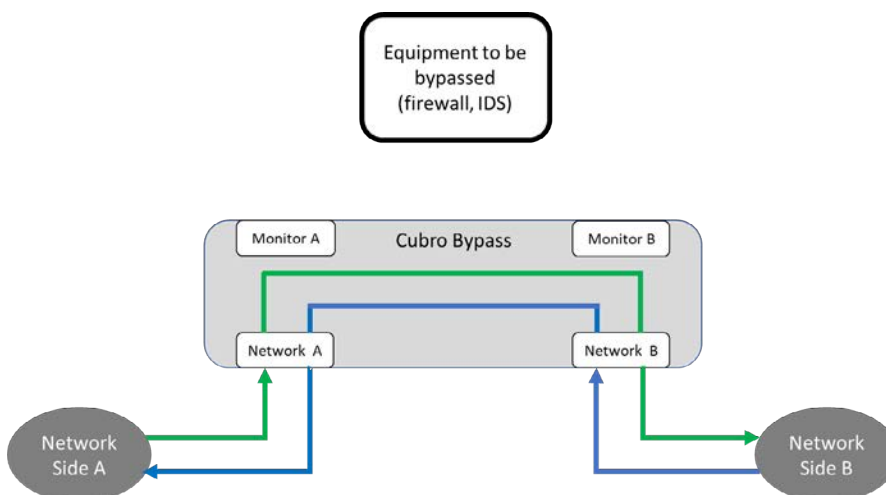 Equipment to be
bypassed
(firewall, IDS)
Monitor A
Cubro Bypass
Monitor B
Network A
Network B
Network
Side A
Network
Side B